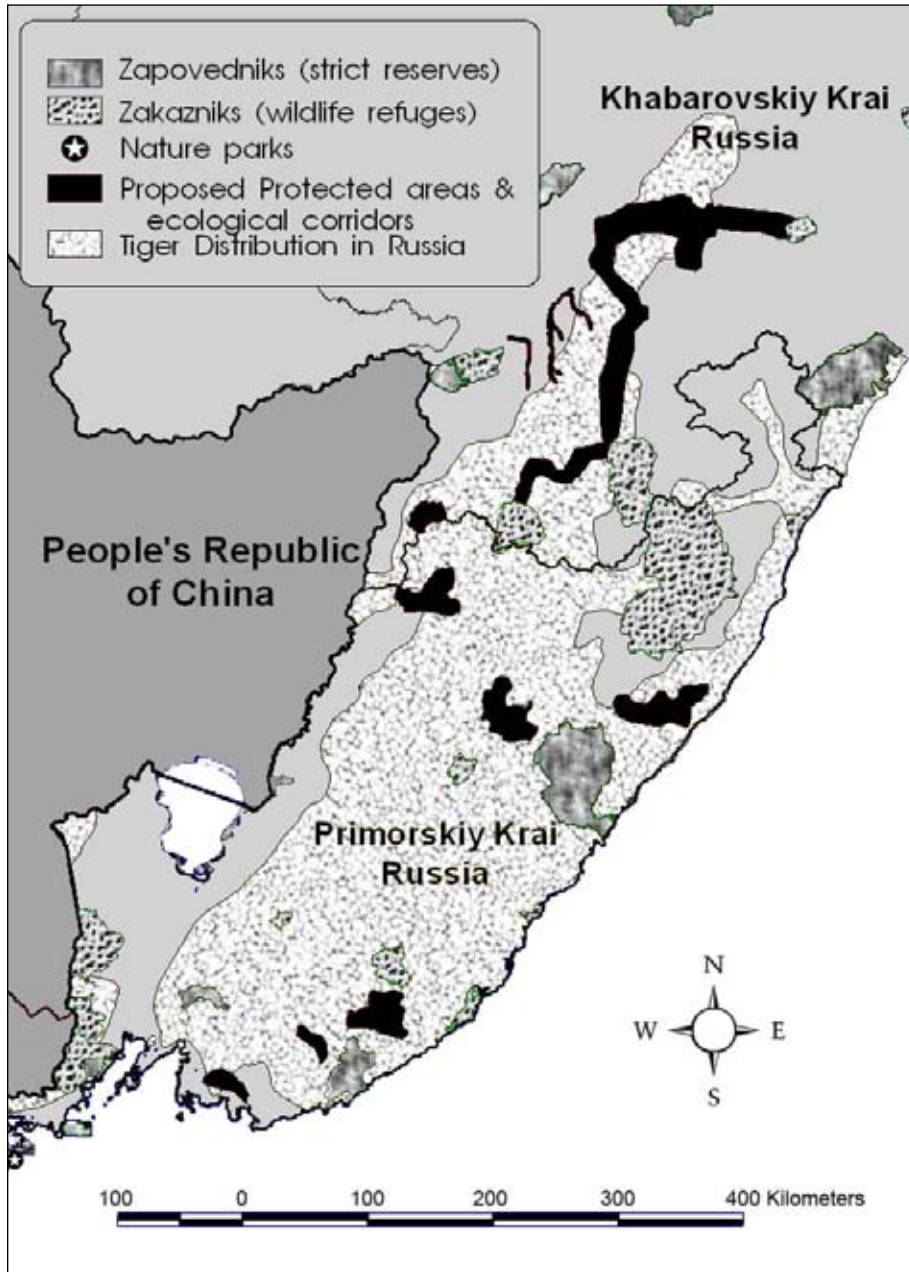 Zapovedniks (strict reserves)
Zakazniks (wildlife refuges)
Nature parks
Proposed Protected areas &
ecological corridors
Tiger Distribution in Russia
Khabarovskiy Krai
Russia
People's Republic
of China
Primorskiy Krai
Russia
N
W E
S
100 0 100 200 300 400 Kilometers